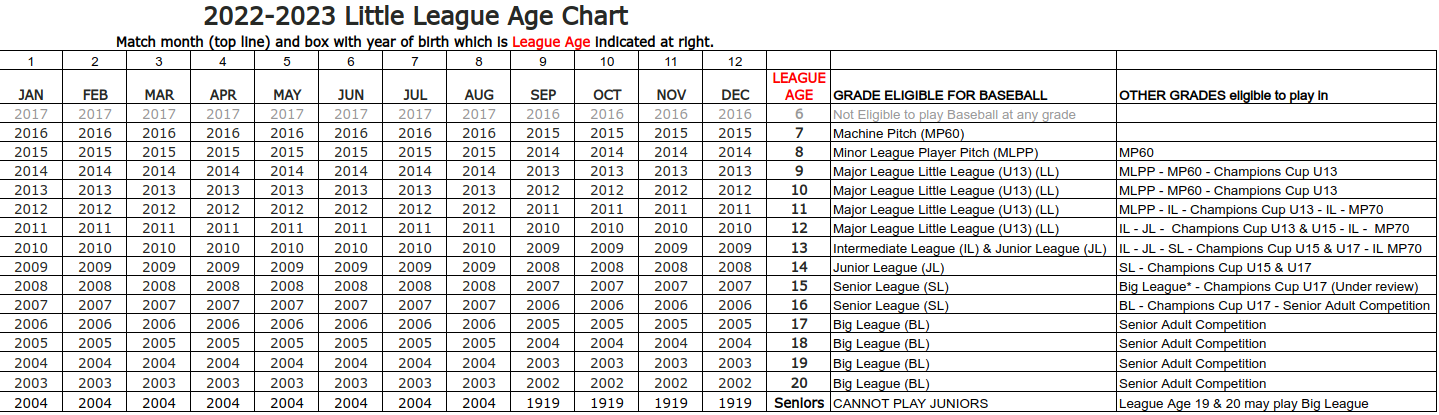 2022-2023 Little League Age Chart
Match month (top line) and box with year of birth which is League Age indicated at right.
1 2 3 4 5 6 7 8 9 10 11 12
JAN FEB MAR APR MAY JUN JUL AUG SEP OCT NOV DEC LEAGUE AGE GRADE ELIGIBLE FOR BASEBALL OTHER GRADES eligible to play in
2017 2017 2017 2017 2017 2017 2017 2017 2016 2016 2016 2016 6 Not Eligible to play Baseball at any grade
2016 2016 2016 2016 2016 2016 2016 2016 2015 2015 2015 2015 7 Machine Pitch (MP60)
2015 2015 2015 2015 2015 2015 2015 2015 2014 2014 2014 2014 8 Minor League Player Pitch (MLPP) MP60
2014 2014 2014 2014 2014 2014 2014 2014 2013 2013 2013 2013 9 Major League Little League (U13) (LL) MLPP - MP60 - Champions Cup U13
2013 2013 2013 2013 2013 2013 2013 2013 2012 2012 2012 2012 10 Major League Little League (U13) (LL) MLPP - MP60 - Champions Cup U13
2012 2012 2012 2012 2012 2012 2012 2012 2011 2011 2011 2011 11 Major League Little League (U13) (LL) MLPP - IL - Champions Cup U13 - IL - MP70
2011 2011 2011 2011 2011 2011 2011 2011 2010 2010 2010 2010 12 Major League Little League (U13) (LL) IL - JL - Champions Cup U13 & U15 - IL - MP70
2010 2010 2010 2010 2010 2010 2010 2010 2009 2009 2009 2009 13 Intermediate League (IL) & Junior League (JL) IL - JL - SL - Champions Cup U15 & U17 - IL MP70
2009 2009 2009 2009 2009 2009 2009 2009 2008 2008 2008 2008 14 Junior League (JL) SL - Champions Cup U15 & U17
2008 2008 2008 2008 2008 2008 2008 2008 2007 2007 2007 2007 15 Senior League (SL) Big League* - Champions Cup U17 (Under review)
2007 2007 2007 2007 2007 2007 2007 2007 2006 2006 2006 2006 16 Senior League (SL) BL - Champions Cup U17 - Senior Adult Competition
2006 2006 2006 2006 2006 2006 2006 2006 2005 2005 2005 2005 17 Big League (BL) Senior Adult Competition
2005 2005 2005 2005 2005 2005 2005 2005 2004 2004 2004 2004 18 Big League (BL) Senior Adult Competition
2004 2004 2004 2004 2004 2004 2004 2004 2003 2003 2003 2003 19 Big League (BL) Senior Adult Competition
2003 2003 2003 2003 2003 2003 2003 2003 2002 2002 2002 2002 20 Big League (BL) Senior Adult Competition
2004 2004 2004 2004 2004 2004 2004 2004 1919 1919 1919 1919 Seniors CANNOT PLAY JUNIORS League Age 19 & 20 may play Big League